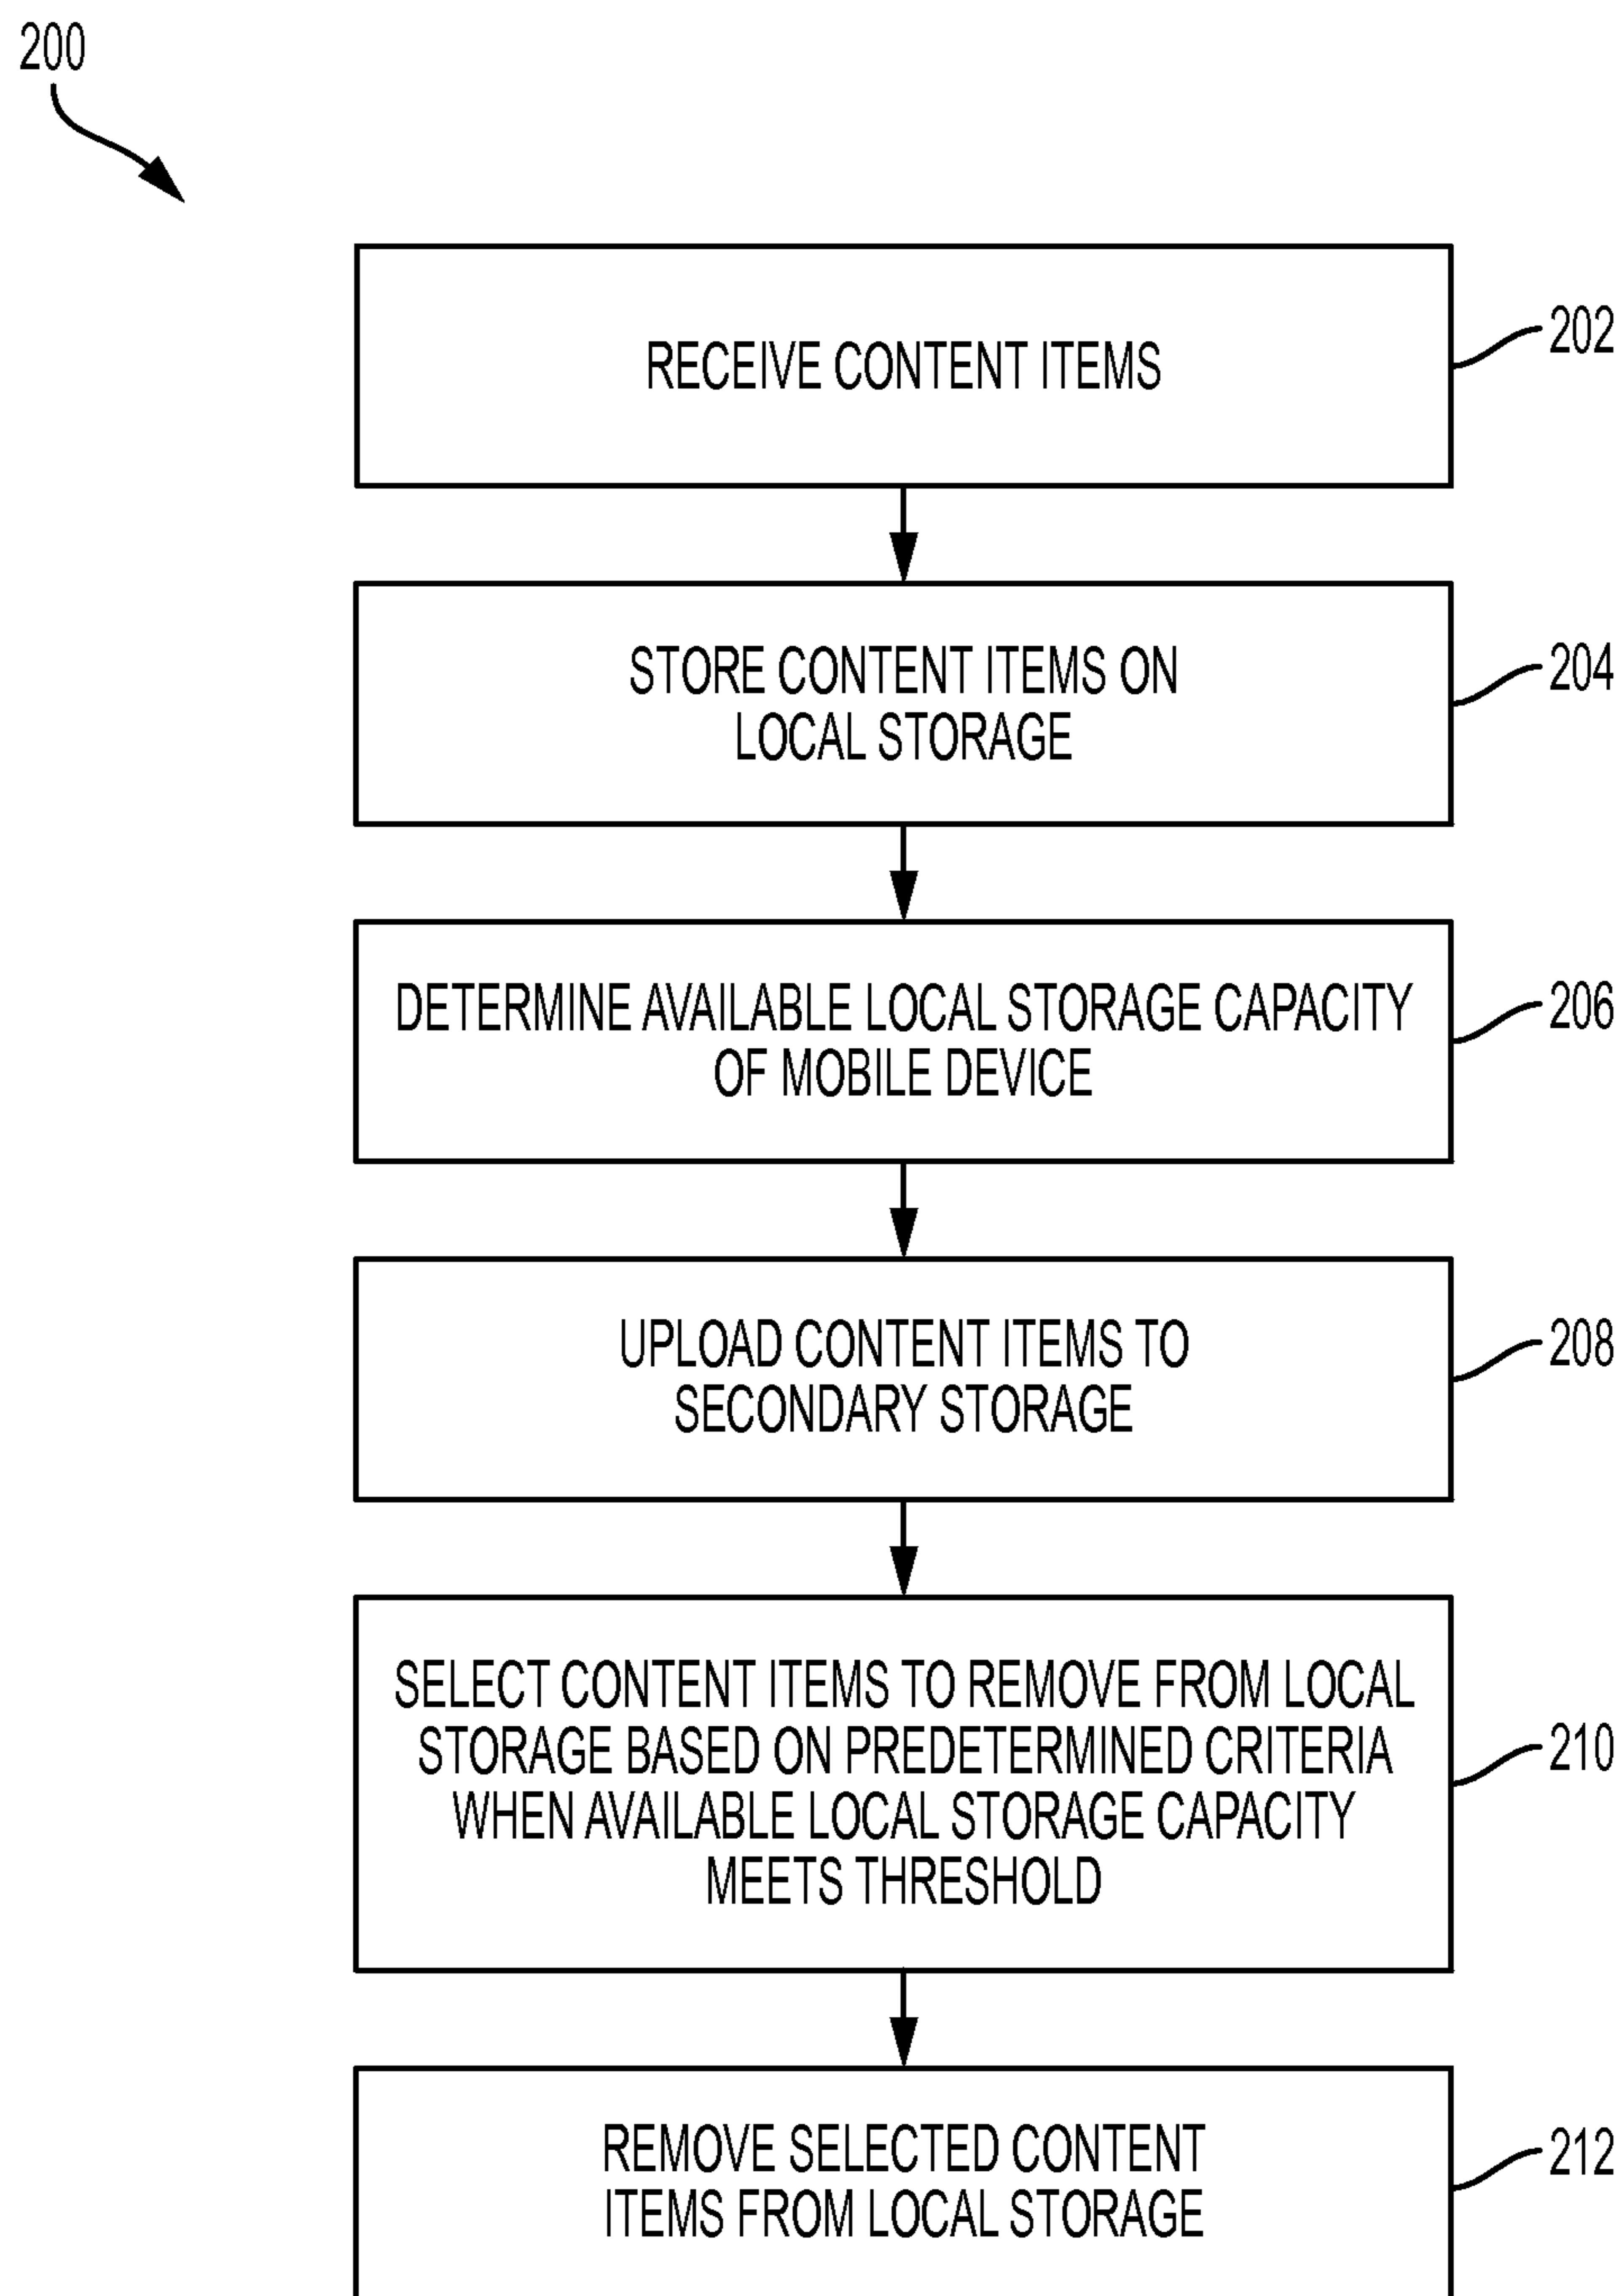 200
RECEIVE CONTENT ITEMS
202
STORE CONTENT ITEMS ON
LOCAL STORAGE
204
DETERMINE AVAILABLE LOCAL STORAGE CAPACITY
OF MOBILE DEVICE
206
UPLOAD CONTENT ITEMS TO
SECONDARY STORAGE
208
SELECT CONTENT ITEMS TO REMOVE FROM LOCAL
STORAGE BASED ON PREDETERMINED CRITERIA
WHEN AVAILABLE LOCAL STORAGE CAPACITY
MEETS THRESHOLD
210
REMOVE SELECTED CONTENT
ITEMS FROM LOCAL STORAGE
212